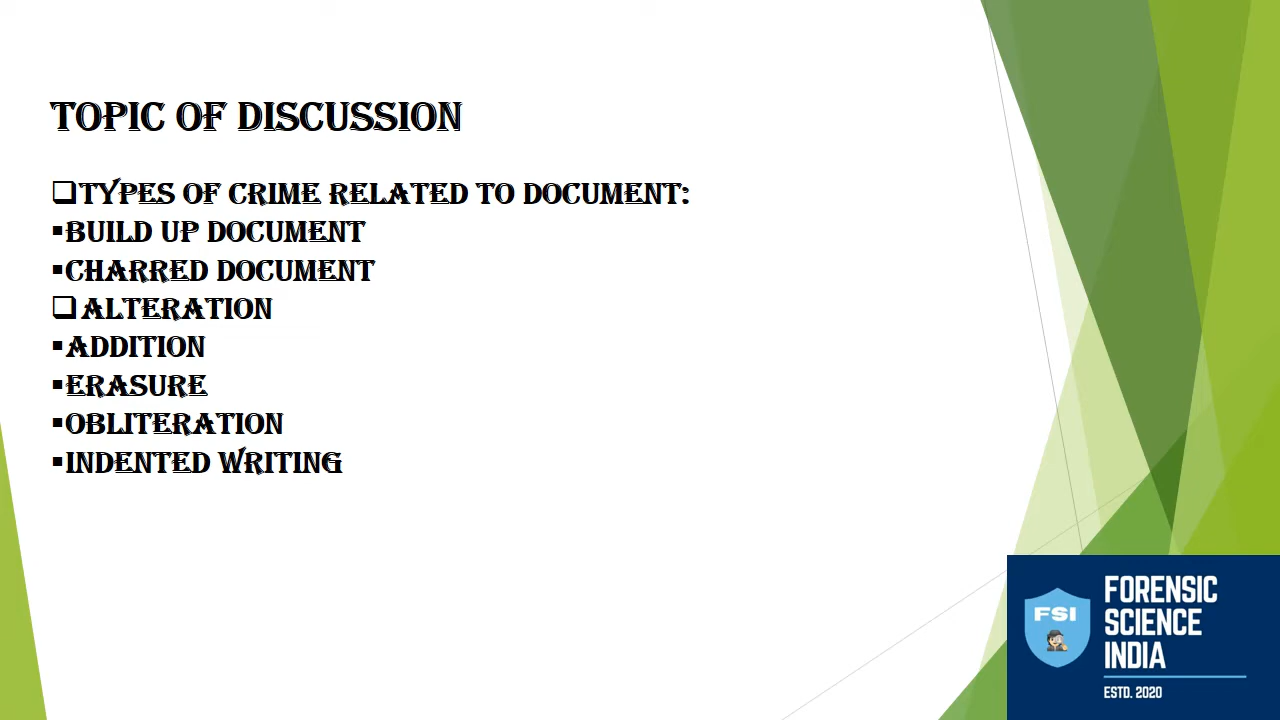 TOPIC OF DISCUSSION
❑TYPES OF CRIME RELATED TO DOCUMENT:
▪BUILD UP DOCUMENT
▪CHARRED DOCUMENT
❑ALTERATION
▪ADDITION
▪ERASURE
▪OBLITERATION
▪INDENTED WRITING
FSI
FORENSIC
SCIENCE
INDIA
ESTD. 2020